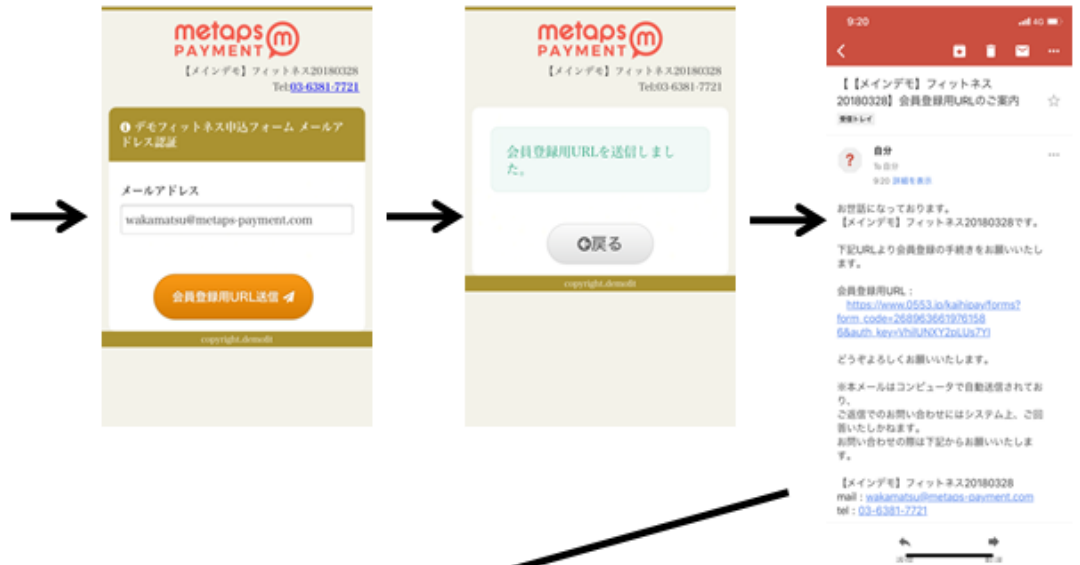 metaps
PAYMENT
【メインデモ】フィットネス20180328
Tel:03-6381-7721
デモフィットネス申込フォーム メールア
ドレス認証
メールアドレス
wakamatsu@metaps-payment.com
会員登録用URL送信
copyright.demofit
metaps
PAYMENT
【メインデモ】フィットネス20180328
Tel:03-6381-7721
会員登録用URLを送信しまし
た。
戻る
copyright.demofit
9:20
4G
【【メインデモ】フィットネス
20180328】会員登録用URLのご案内
受信トレイ
自分
To 自分
9:20 詳細を表示
お世話になっております。
【メインデモ】フィットネス20180328です。
下記URLより会員登録の手続きをお願いいたし
ます。
会員登録用URL：
https://www.0553.jp/kaihipay/forms?
form_code=268963661976158
6&auth_key=VhilUNXY2pLUs7YI
どうぞよろしくお願いいたします。
※本メールはコンピュータで自動送信されてお
り、
ご返信でのお問い合わせにはシステム上、ご回
答いたしかねます。
お問い合わせの際は下記からお願いいたしま
す。
【メインデモ】フィットネス20180328
mail : wakamatsu@metaps-payment.com
tel : 03-6381-7721